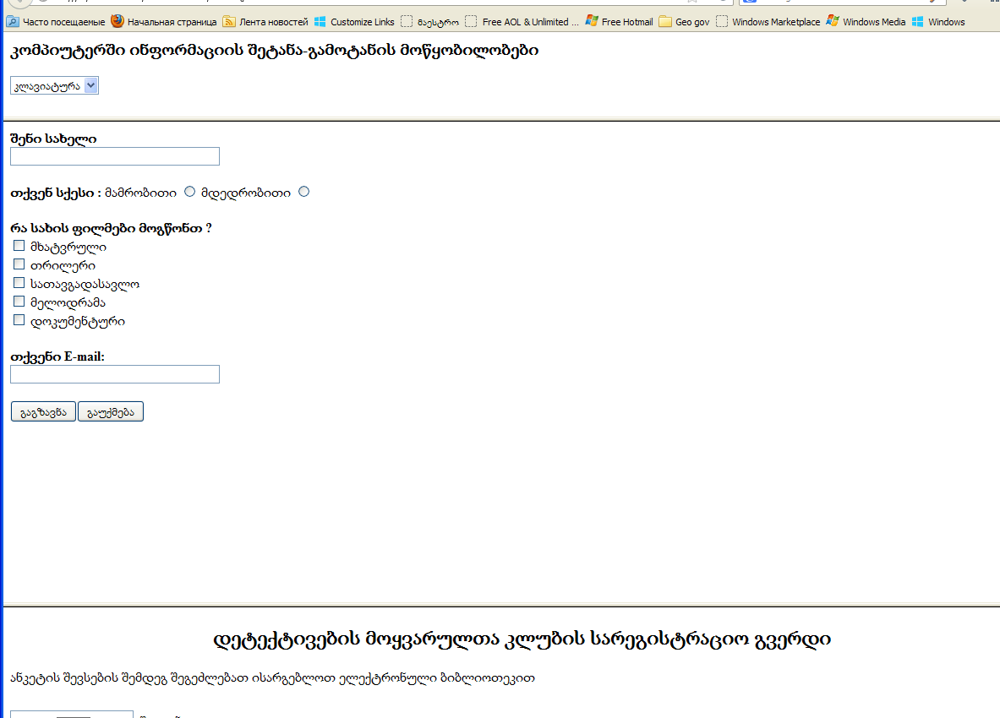 Часто посещаемые Начальная страница Лента новостей Customize Links მაესტრო Free AOL & Unlimited ... Free Hotmail Geo gov Windows Marketplace Windows Media Windows
კომპიუტერში ინფორმაციის შეტანა-გამოტანის მოწყობილობები
კლავიატურა
შენი სახელი
თქვენ სქესი : მამრობითი მდედრობითი
რა სახის ფილმები მოგწონთ ?
მხატვრული
თრილერი
სათავგადასავლო
მელოდრამა
დოკუმენტური
თქვენი E-mail:
გაგზავნა გაუქმება
დეტექტივების მოყვარულთა კლუბის სარეგისტრაციო გვერდი
ანკეტის შევსების შემდეგ შეგეძლებათ ისარგებლოთ ელექტრონული ბიბლიოთეკით